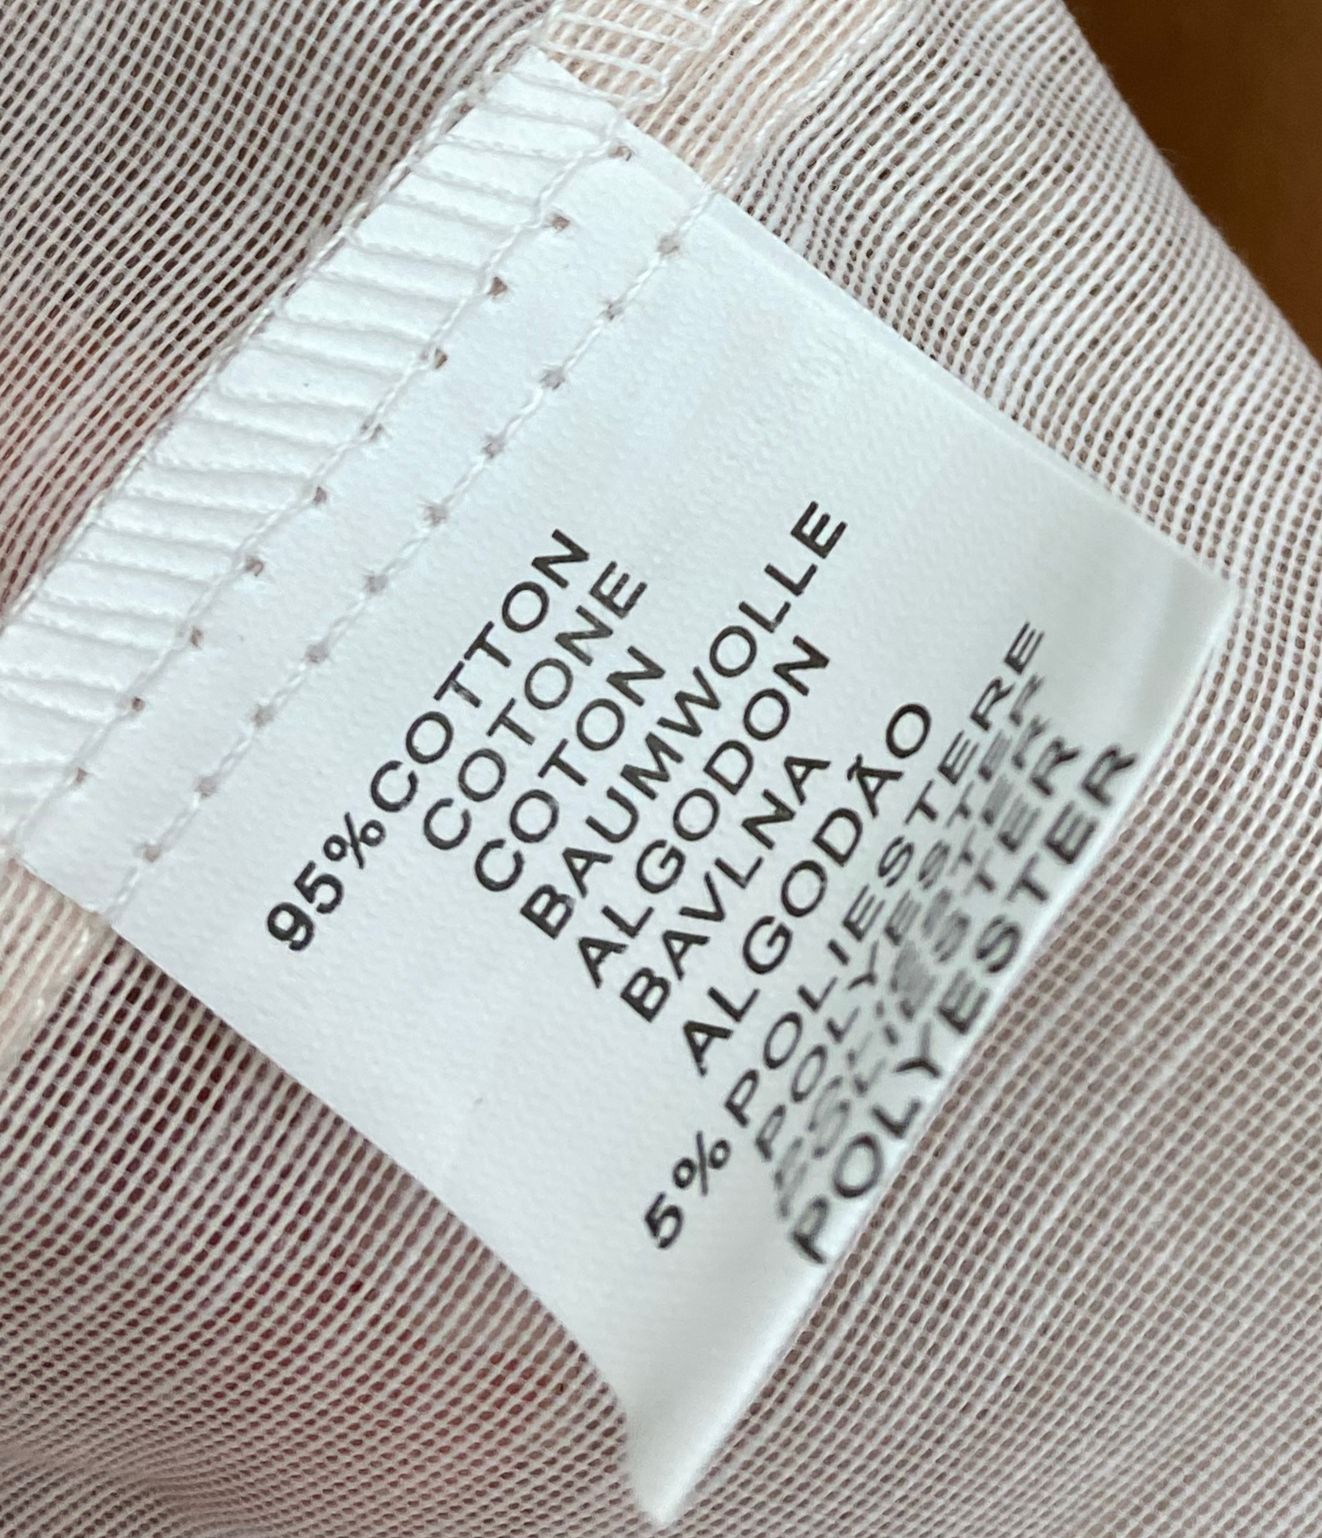 95%COTTON
COTONE
COTON
BAUMWOLLE
ALGODON
BAVLNA
ALGODÃO
5%POLIESTERE
POLYESTER
POLYESTER